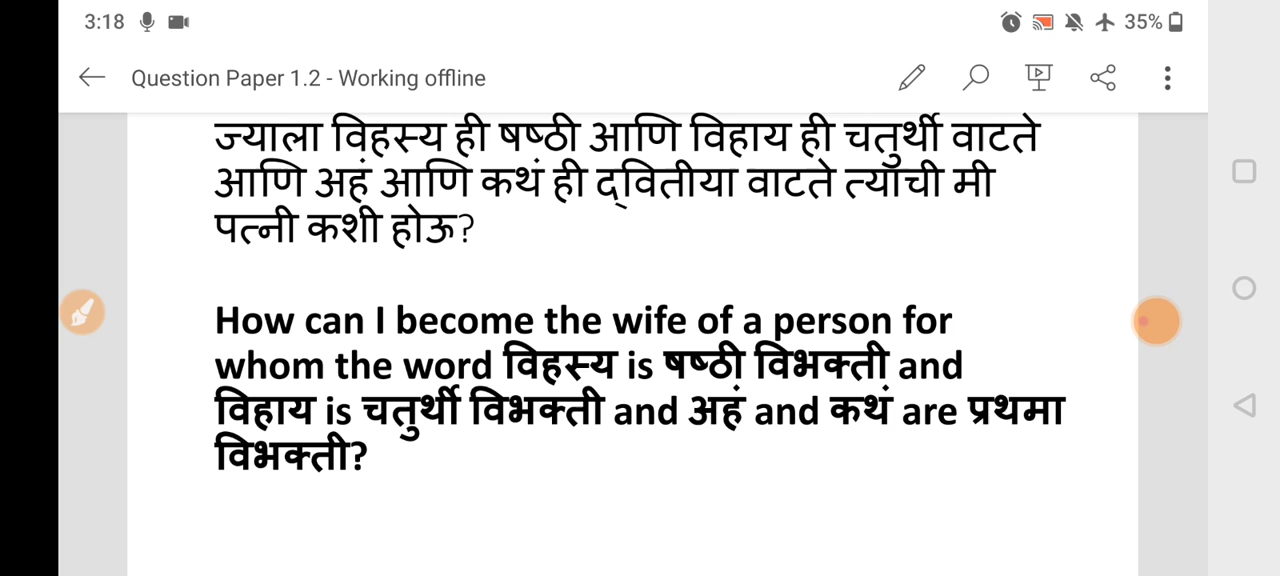 3:18
35%
Question Paper 1.2 - Working offline
ज्याला विहस्य ही षष्ठी आणि विहाय ही चतुर्थी वाटते
आणि अहं आणि कथं ही द्वितीया वाटते त्याची मी
पत्नी कशी होऊ?
How can I become the wife of a person for
whom the word विहस्य is षष्ठी विभक्ती and
विहाय is चतुर्थी विभक्ती and अहं and कथं are प्रथमा
विभक्ती?